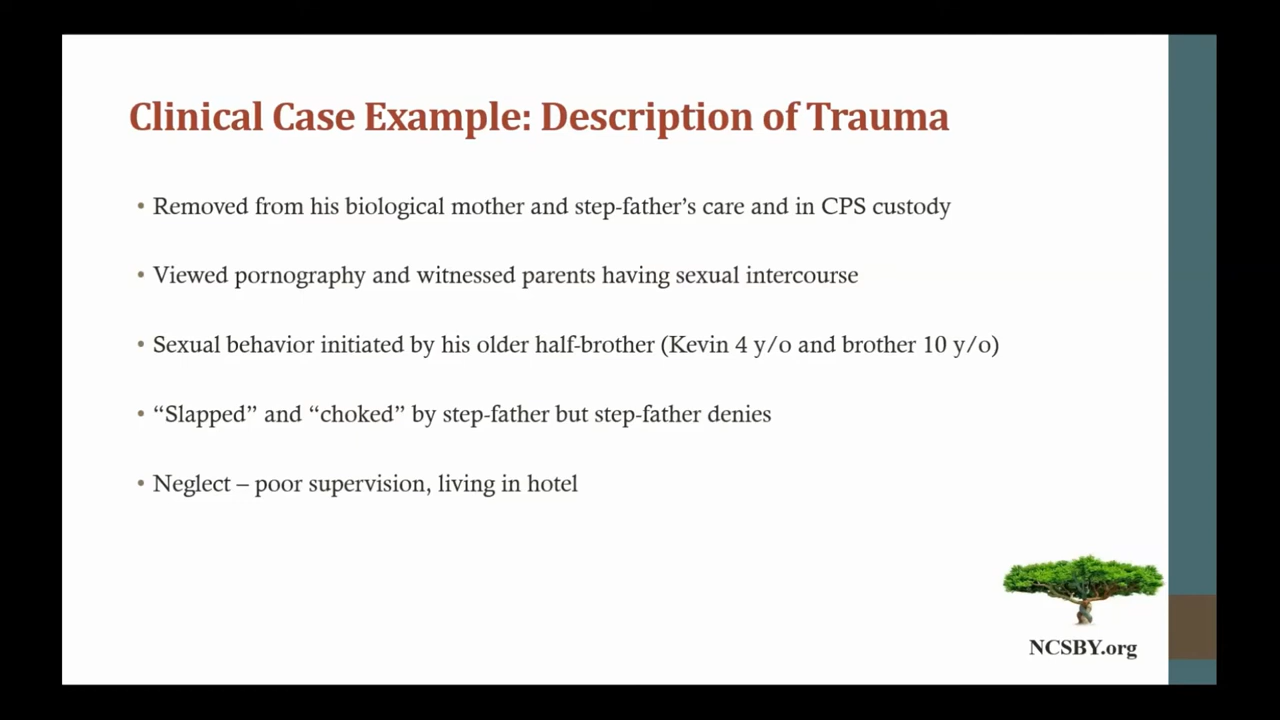 Clinical Case Example: Description of Trauma
• Removed from his biological mother and step-father’s care and in CPS custody
• Viewed pornography and witnessed parents having sexual intercourse
• Sexual behavior initiated by his older half-brother (Kevin 4 y/o and brother 10 y/o)
• “Slapped” and “choked” by step-father but step-father denies
• Neglect – poor supervision, living in hotel
NCSBY.org